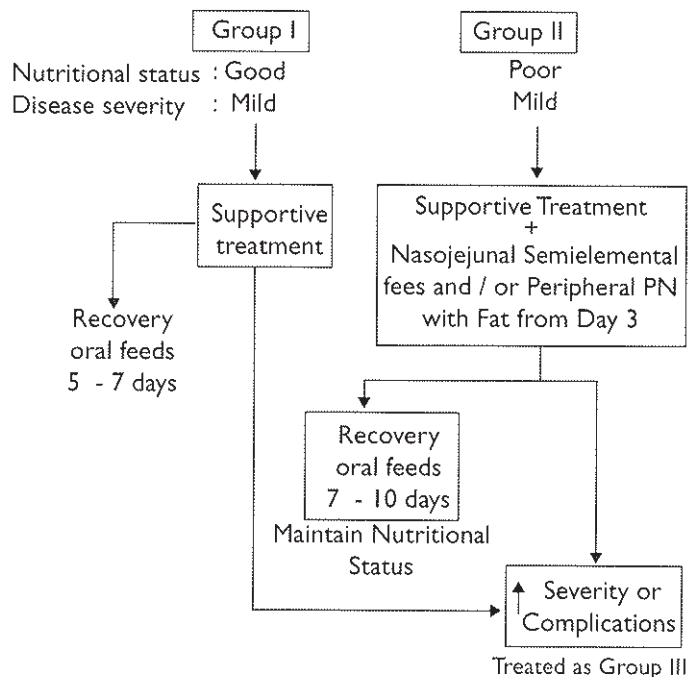 Group I
Group II
Nutritional status : Good
Poor
Disease severity : Mild
Mild
Supportive
treatment
Supportive Treatment
+
Nasojejunal Semielemental
fees and / or Peripheral PN
with Fat from Day 3
Recovery
oral feeds
5 - 7 days
Recovery
oral feeds
7 - 10 days
Maintain Nutritional
Status
↑ Severity or
Complications
Treated as Group III